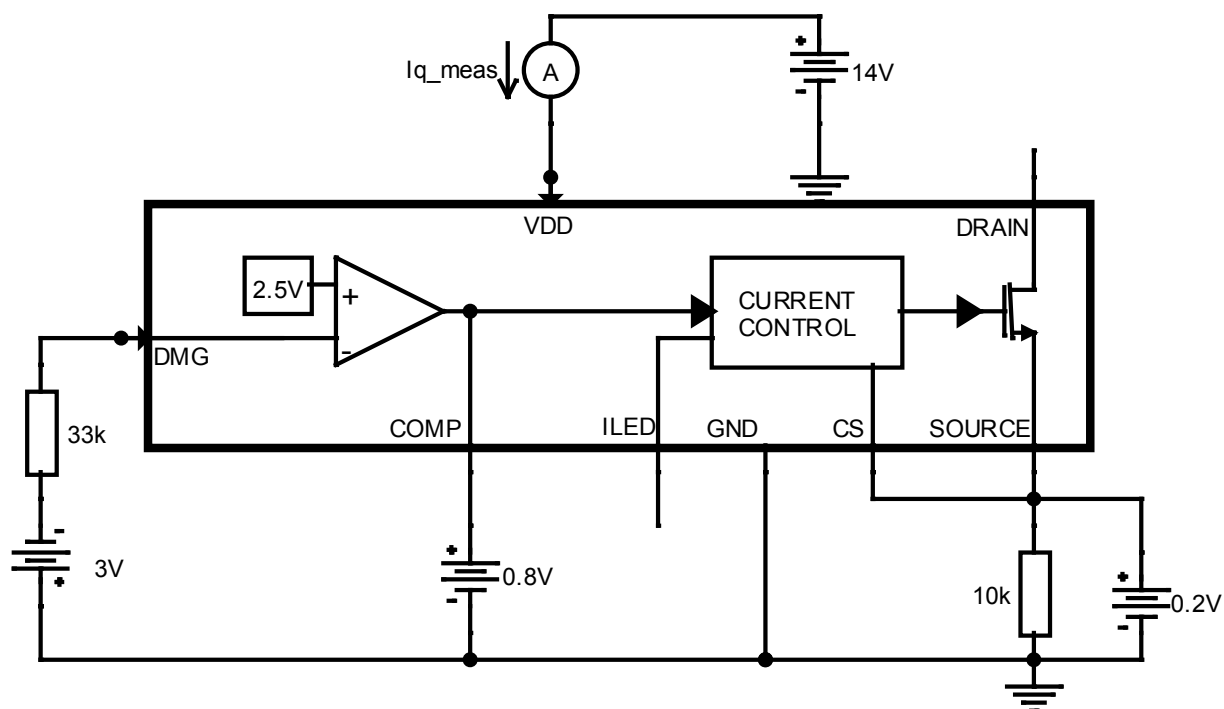 Iq_meas
A
+
-
14V
VDD
DRAIN
2.5V
+
-
CURRENT
CONTROL
DMG
33k
COMP
ILED
GND
CS
SOURCE
-
+
3V
+
-
0.8V
10k
+
-
0.2V